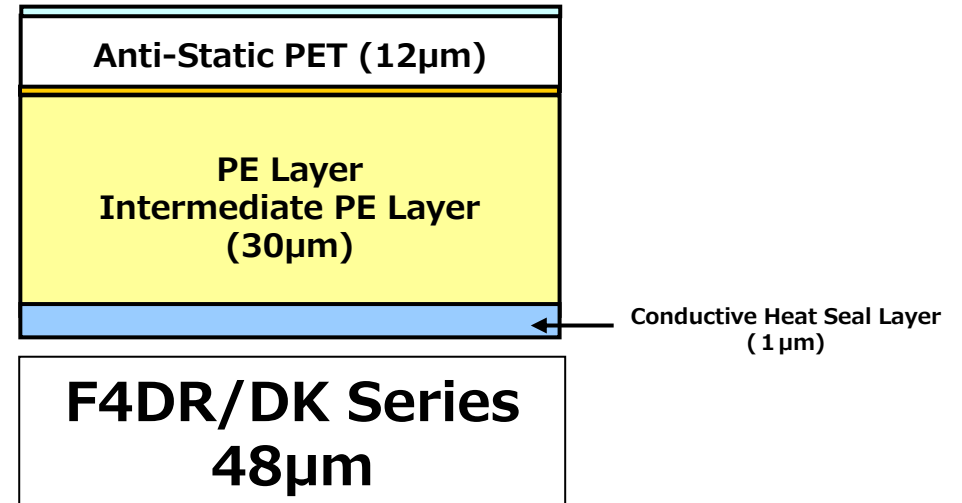 Anti-Static PET (12μm)
PE Layer
Intermediate PE Layer
(30μm)
Conductive Heat Seal Layer
(1μm)
F4DR/DK Series
48μm